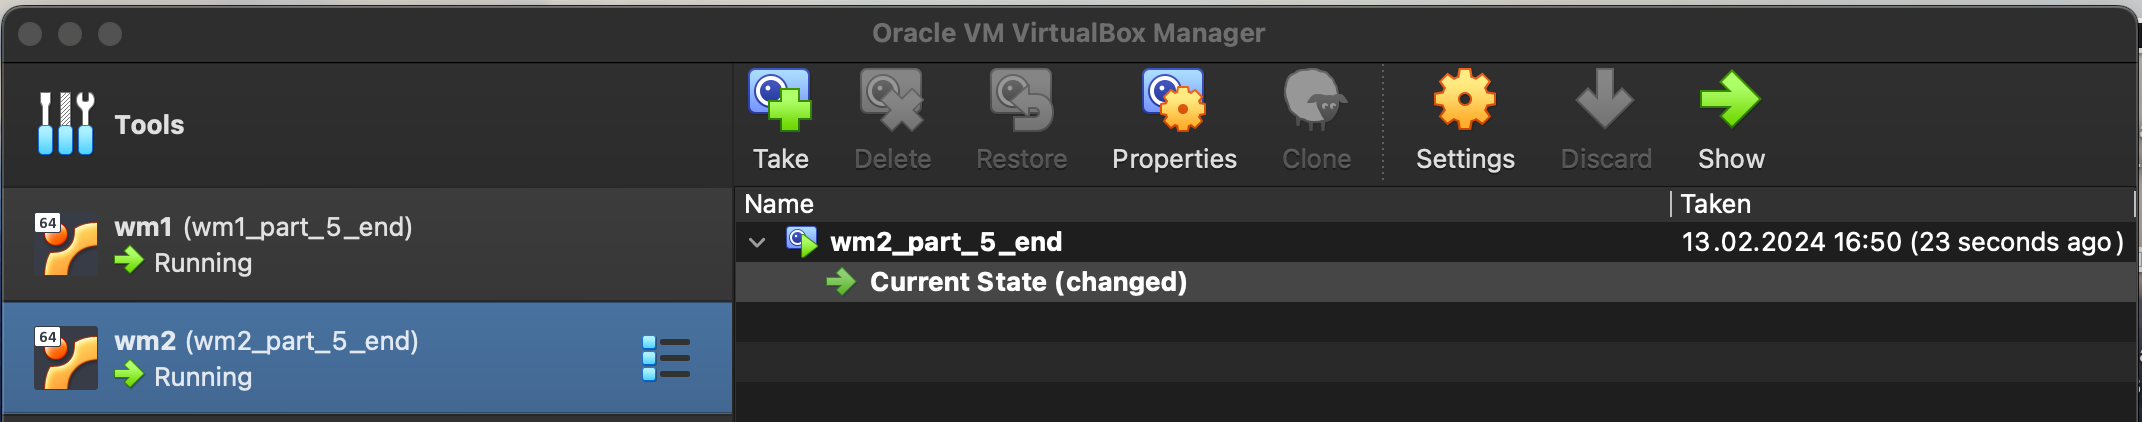 Oracle VM VirtualBox Manager
Tools
Take Delete Restore Properties Clone Settings Discard Show
Name Taken
64 wm1 (wm1_part_5_end)
Running
64 wm2 (wm2_part_5_end)
Running
wm2_part_5_end 13.02.2024 16:50 (23 seconds ago)
Current State (changed)